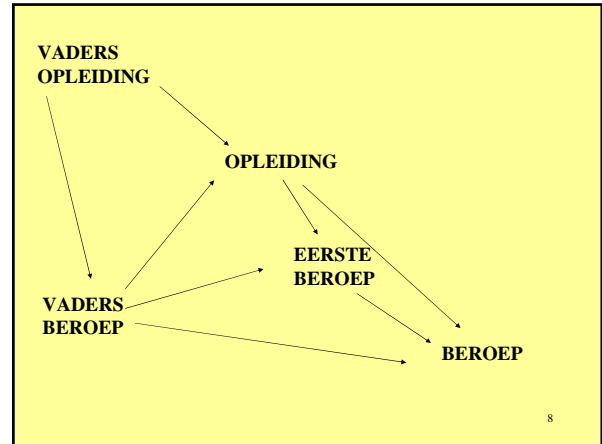 VADERS
OPLEIDING
OPLEIDING
EERSTE
BEROEP
VADERS
BEROEP
BEROEP
8